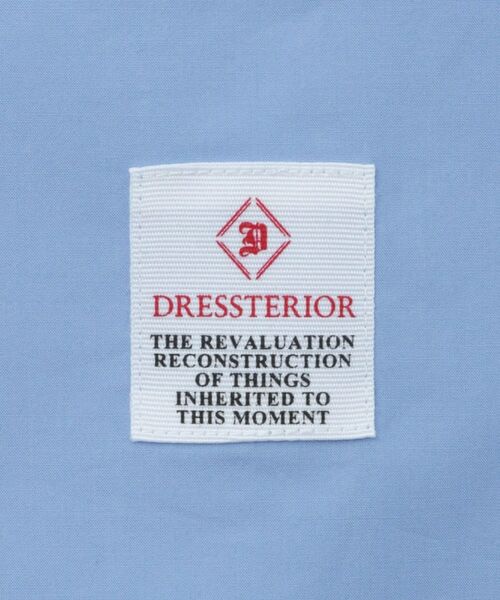 D
DRESSTERIOR
THE REVALUATION
RECONSTRUCTION
OF THINGS
INHERITED TO
THIS MOMENT